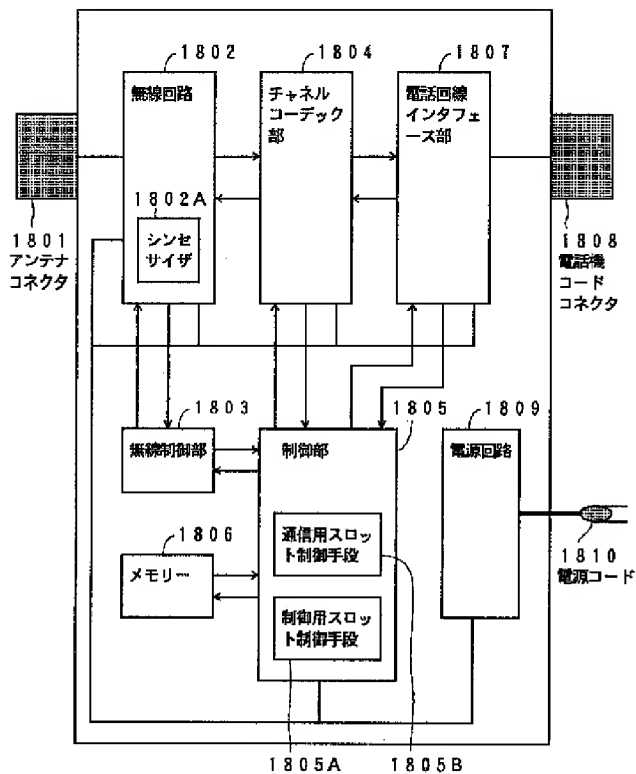 1802
1804
1807
無線回路
チャネル
コーデック
部
電話回線
インタフェ
ース部
1802A
シンセ
サイザ
1801
アンテナ
コネクタ
1808
電話機
コード
コネクタ
1803
1805
1809
無線制御部
制御部
電源回路
1806
メモリー
通信用スロッ
ト制御手段
1810
電源コード
制御用スロッ
ト制御手段
1805A
1805B